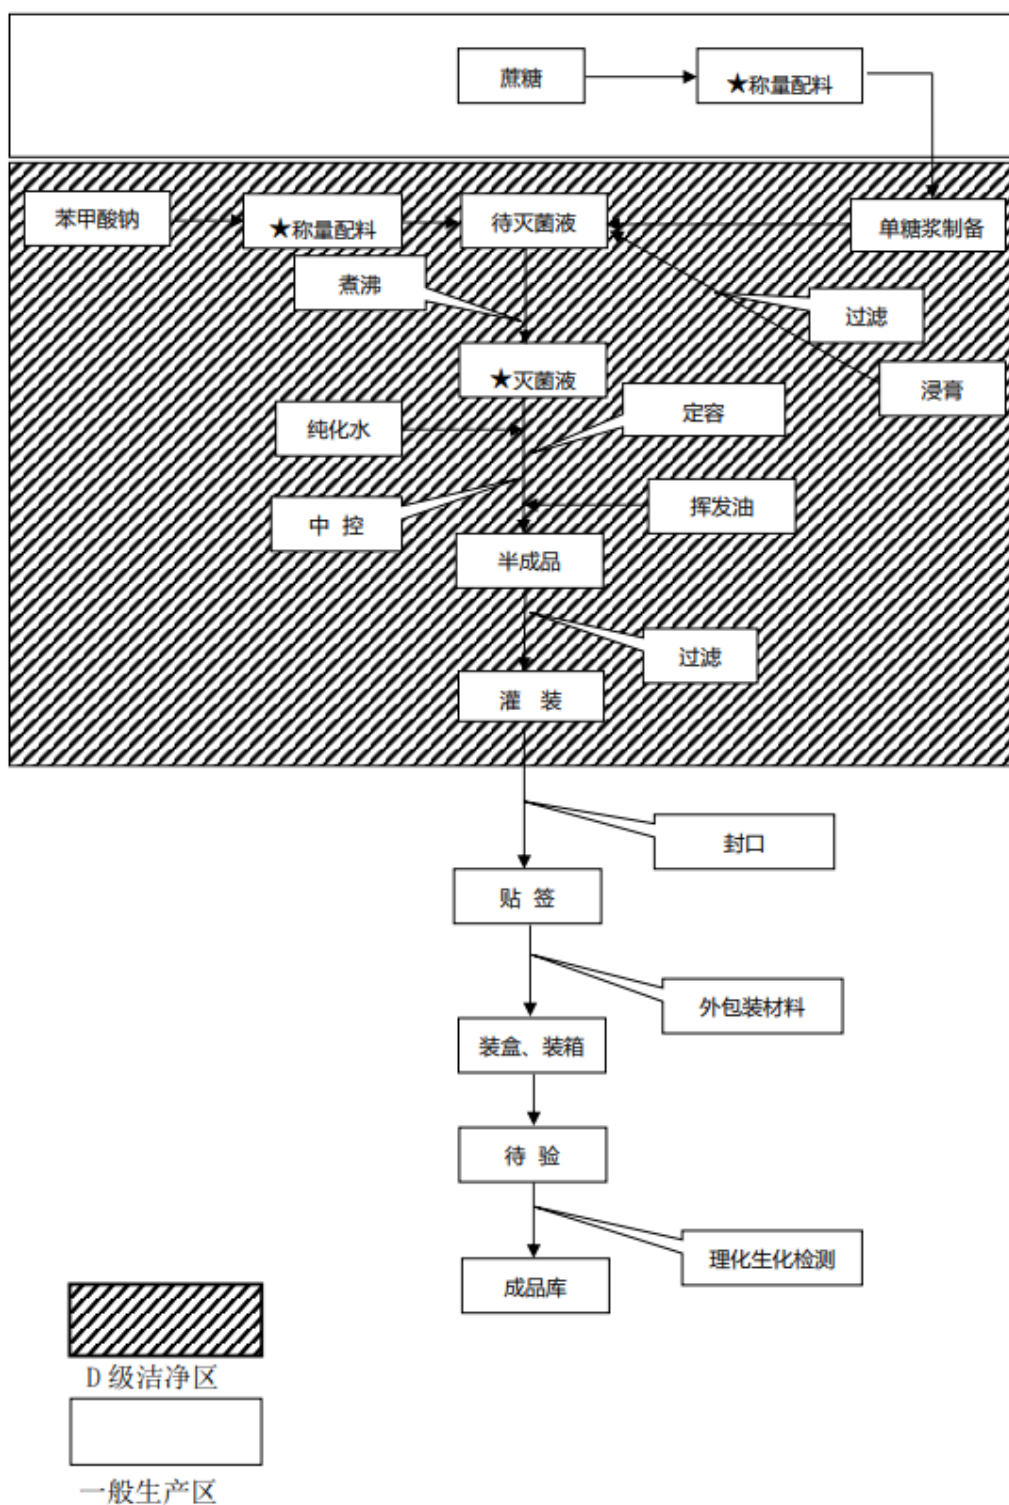 蔗糖
★称量配料
苯甲酸钠
★称量配料
待灭菌液
单糖浆制备
煮沸
过滤
★灭菌液
浸膏
纯化水
定容
中 控
挥发油
半成品
过滤
灌 装
封口
贴 签
外包装材料
装盒、装箱
待 验
理化生化检测
成品库
D 级洁净区
一般生产区